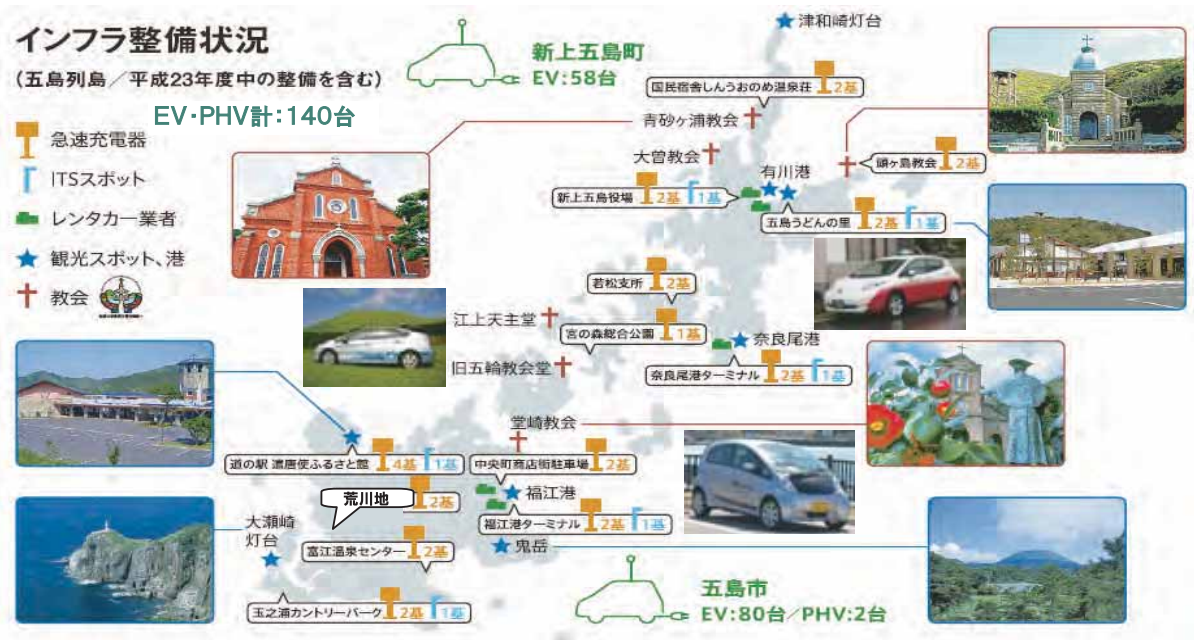 インフラ整備状況
（五島列島／平成23年度中の整備を含む）
EV・PHV計：140台
急速充電器
ITSスポット
レンタカー業者
観光スポット、港
教会
新上五島町
EV：58台
津和崎灯台
国民宿舎しんうおのめ温泉荘 2基
青砂ヶ浦教会
大曽教会
頭ヶ島教会 2基
有川港
新上五島役場 2基 1基
五島うどんの里 2基 1基
若松支所 2基
江上天主堂
宮の森総合公園 1基
奈良尾港
旧五輪教会堂
奈良尾港ターミナル 2基 1基
堂崎教会
道の駅 遣唐使ふるさと館 4基 1基
中央町商店街駐車場 2基
荒川地 2基
福江港
大瀬崎
灯台
福江港ターミナル 2基 1基
富江温泉センター 2基
鬼岳
玉之浦カントリーパーク 2基 1基
五島市
EV：80台／PHV：2台